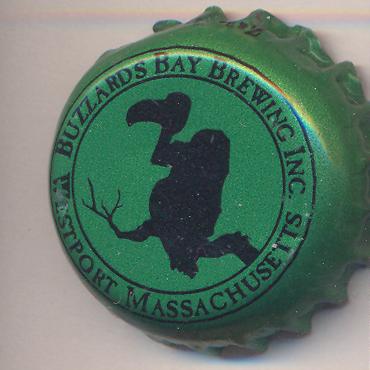 BUZZARDS BAY BREWING INC.
WESTPORT, MASSACHUSETTS